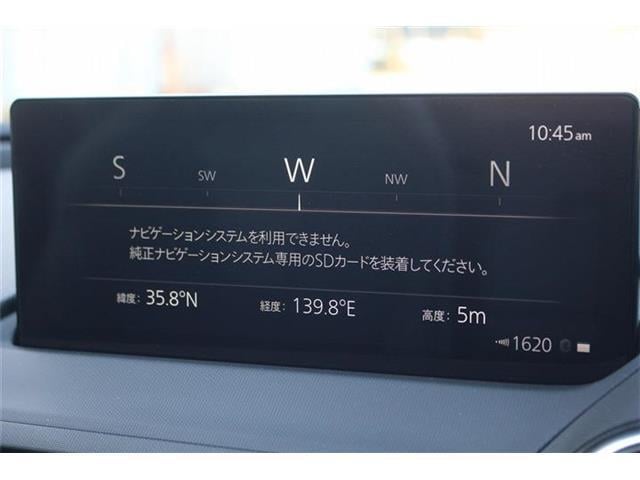 10:45am
S SW W NW N
ナビゲーションシステムを利用できません。
純正ナビゲーションシステム専用のSDカードを装着してください。
緯度: 35.8°N 経度: 139.8°E 高度: 5m
1620